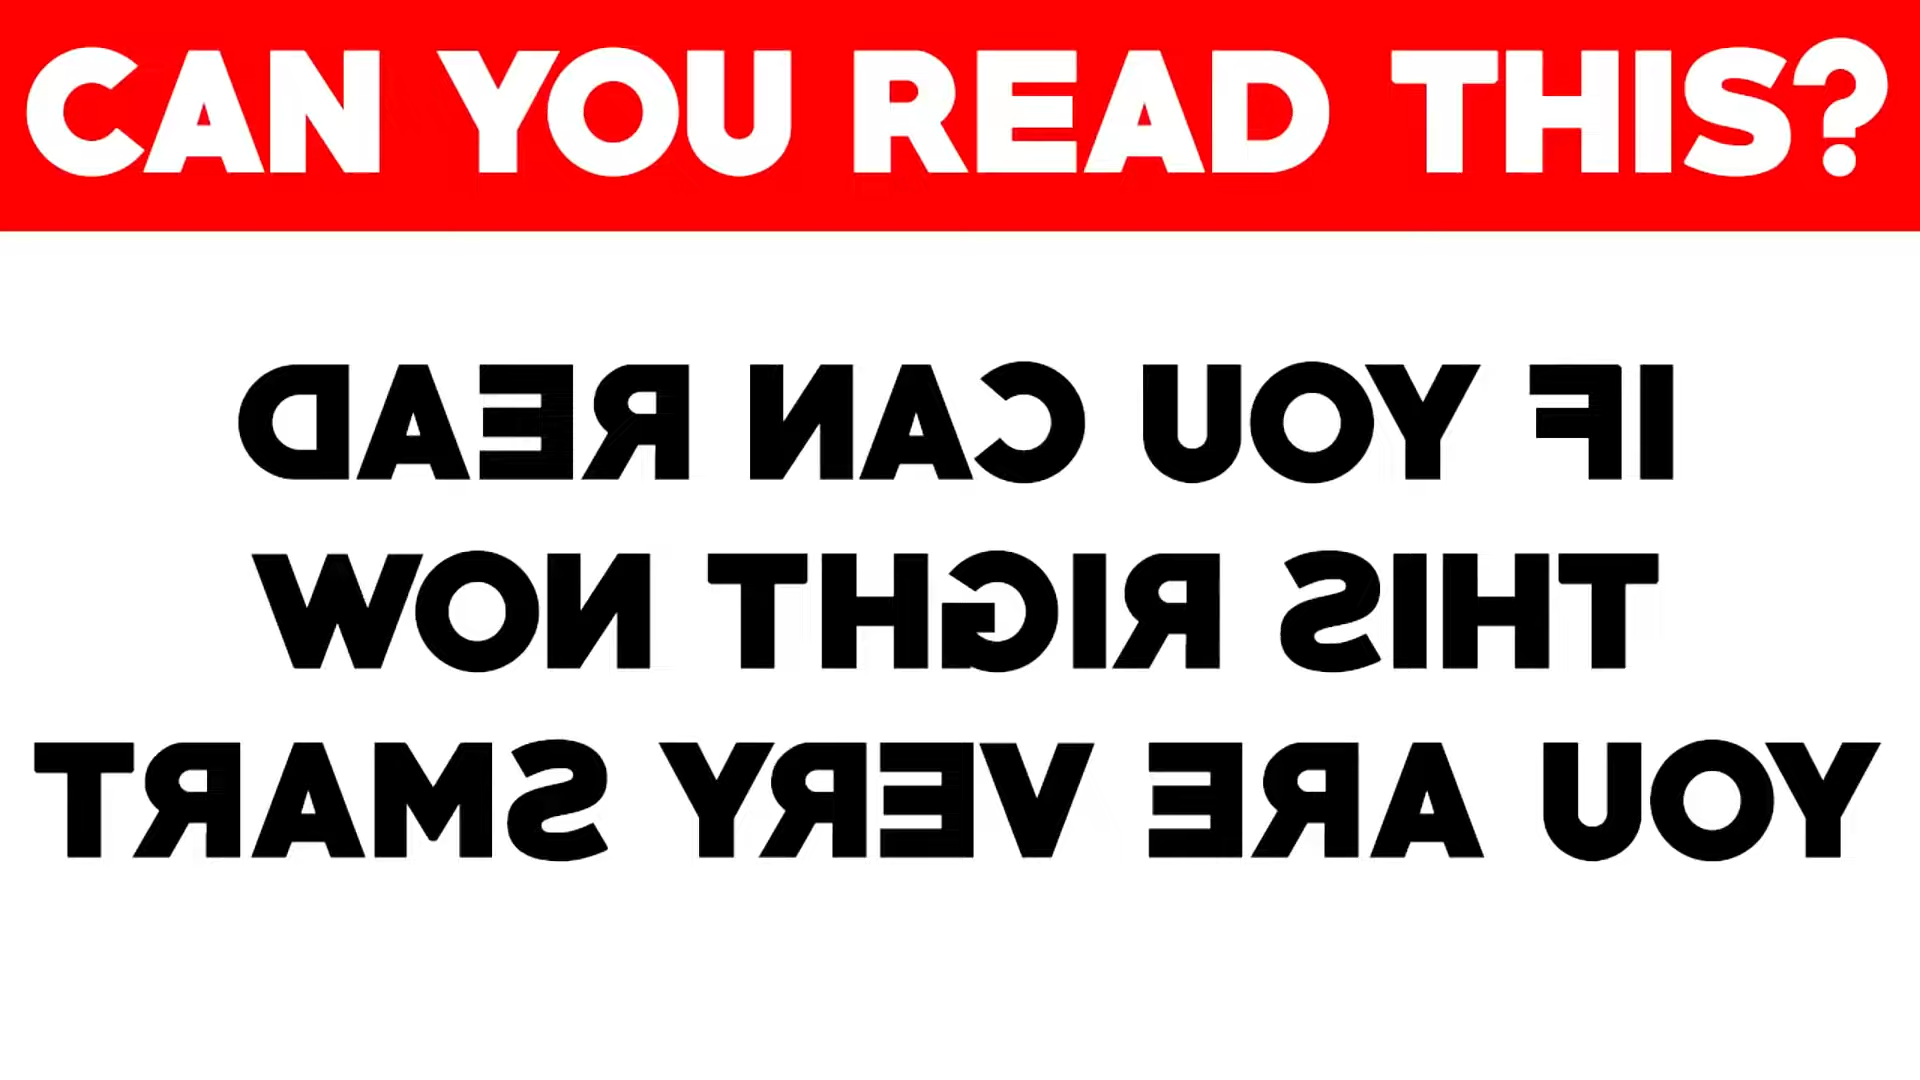 CAN YOU READ THIS?
IF YOU CAN READ
THIS RIGHT NOW
YOU ARE VERY SMART